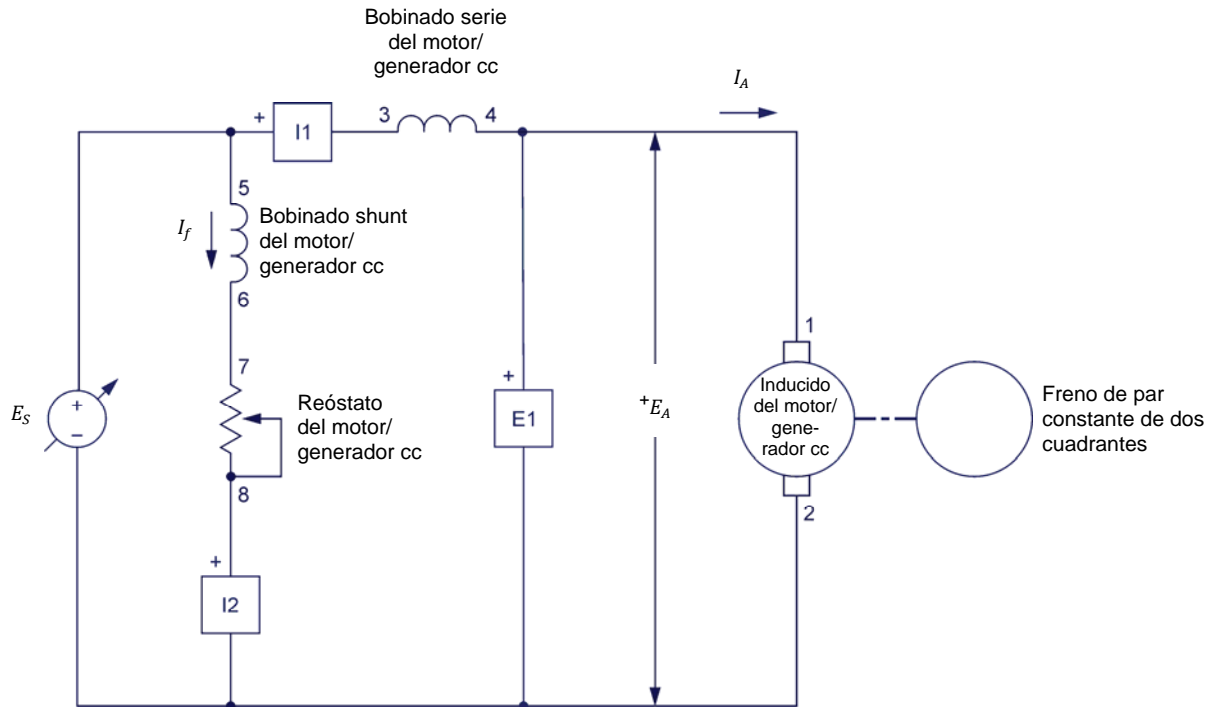 Bobinado serie
del motor/
generador cc
I_A
+
I1
3
4
5
I_f
Bobinado shunt
del motor/
generador cc
6
7
Reóstato
del motor/
generador cc
8
+
I2
E_S
+
−
+
E1
+E_A
1
Inducido
del motor/
gene-
rador cc
2
Freno de par
constante de dos
cuadrantes